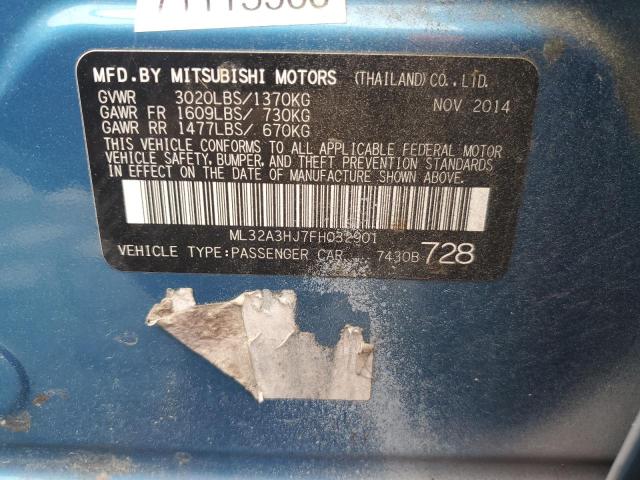 MFD.BY MITSUBISHI MOTORS (THAILAND) CO.,LTD.
GVWR 3020LBS/1370KG NOV 2014
GAWR FR 1609LBS/ 730KG
GAWR RR 1477LBS/ 670KG
THIS VEHICLE CONFORMS TO ALL APPLICABLE FEDERAL MOTOR
VEHICLE SAFETY, BUMPER, AND THEFT PREVENTION STANDARDS
IN EFFECT ON THE DATE OF MANUFACTURE SHOWN ABOVE.
ML32A3HJ7FH032901
VEHICLE TYPE:PASSENGER CAR 7430B 728